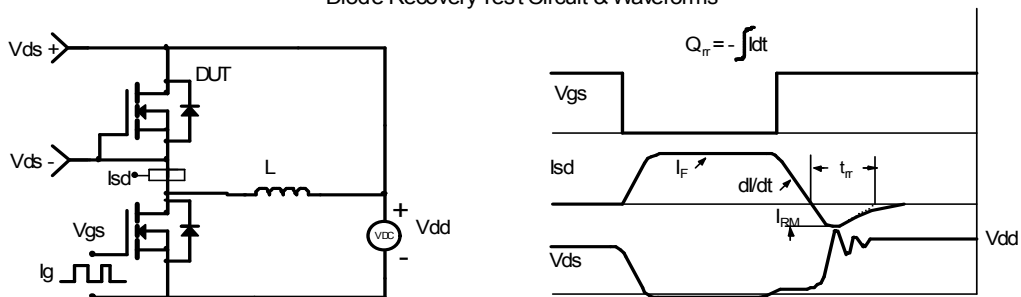 Diode Recovery Test Circuit & Waveforms
Vds +
DUT
Vds -
Isd
L
Vgs
Ig
VDC
+
-
Vdd
Qrr = - ∫ Idt
Vgs
Isd
IF
dI/dt
trr
IRM
Vds
Vdd